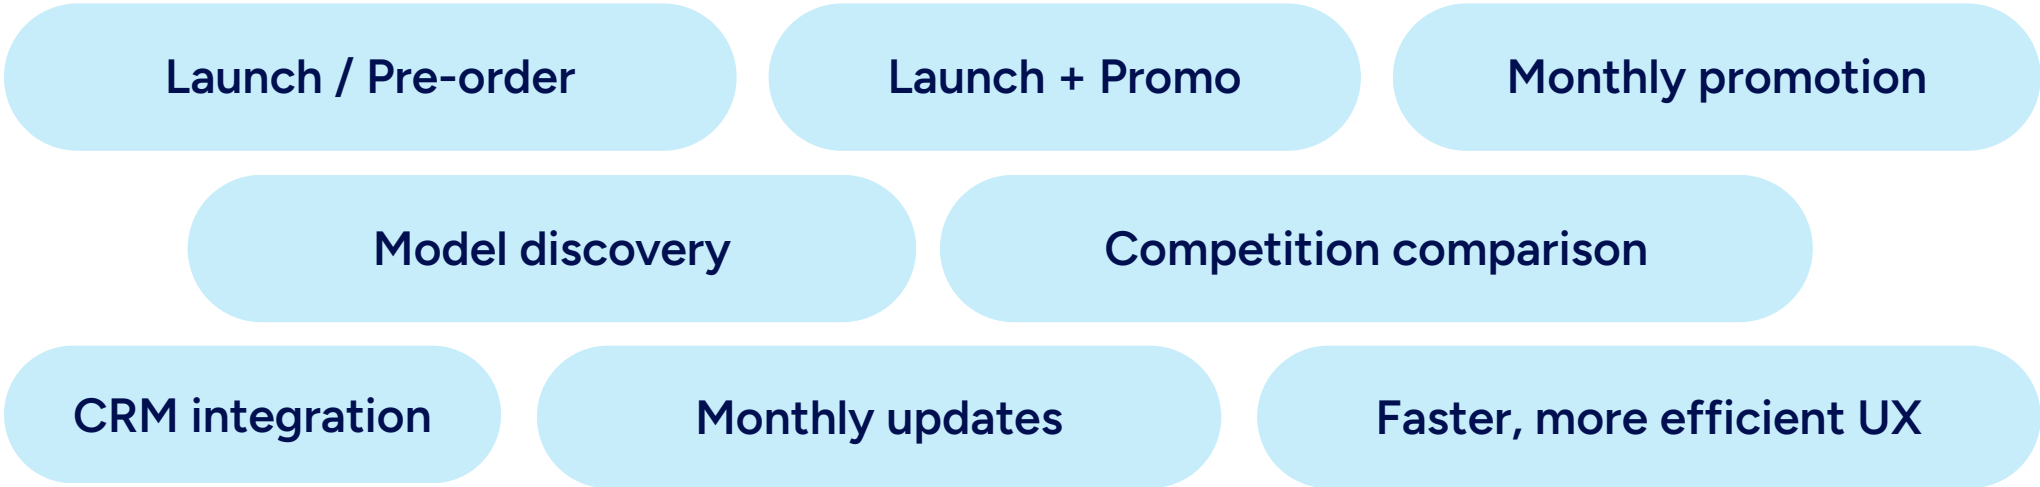 Launch / Pre-order
Launch + Promo
Monthly promotion
Model discovery
Competition comparison
CRM integration
Monthly updates
Faster, more efficient UX